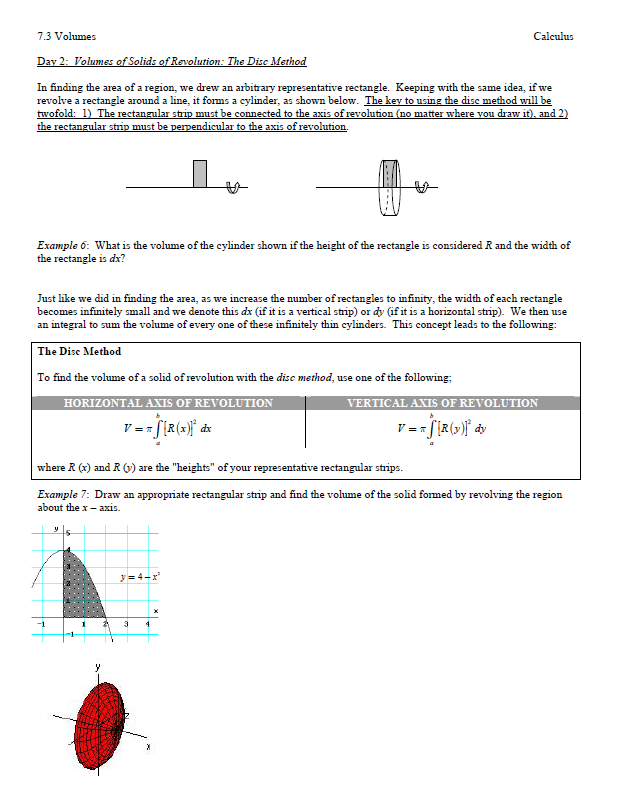 7.3 Volumes Calculus
Day 2: Volumes of Solids of Revolution: The Disc Method
In finding the area of a region, we drew an arbitrary representative rectangle. Keeping with the same idea, if we
revolve a rectangle around a line, it forms a cylinder, as shown below. The key to using the disc method will be
twofold: 1) The rectangular strip must be connected to the axis of revolution (no matter where you draw it), and 2)
the rectangular strip must be perpendicular to the axis of revolution.
Example 6: What is the volume of the cylinder shown if the height of the rectangle is considered R and the width of
the rectangle is dx?
Just like we did in finding the area, as we increase the number of rectangles to infinity, the width of each rectangle
becomes infinitely small and we denote this dx (if it is a vertical strip) or dy (if it is a horizontal strip). We then use
an integral to sum the volume of every one of these infinitely thin cylinders. This concept leads to the following:
The Disc Method
To find the volume of a solid of revolution with the disc method, use one of the following:
HORIZONTAL AXIS OF REVOLUTION VERTICAL AXIS OF REVOLUTION
V = π∫ₐᵇ[R(x)]² dx V = π∫ₐᵇ[R(y)]² dy
where R (x) and R (y) are the "heights" of your representative rectangular strips.
Example 7: Draw an appropriate rectangular strip and find the volume of the solid formed by revolving the region
about the x – axis.
y 5
4
3
y = 4 – x²
2
1
x
-1 1 2 3 4
-1
y
z
x